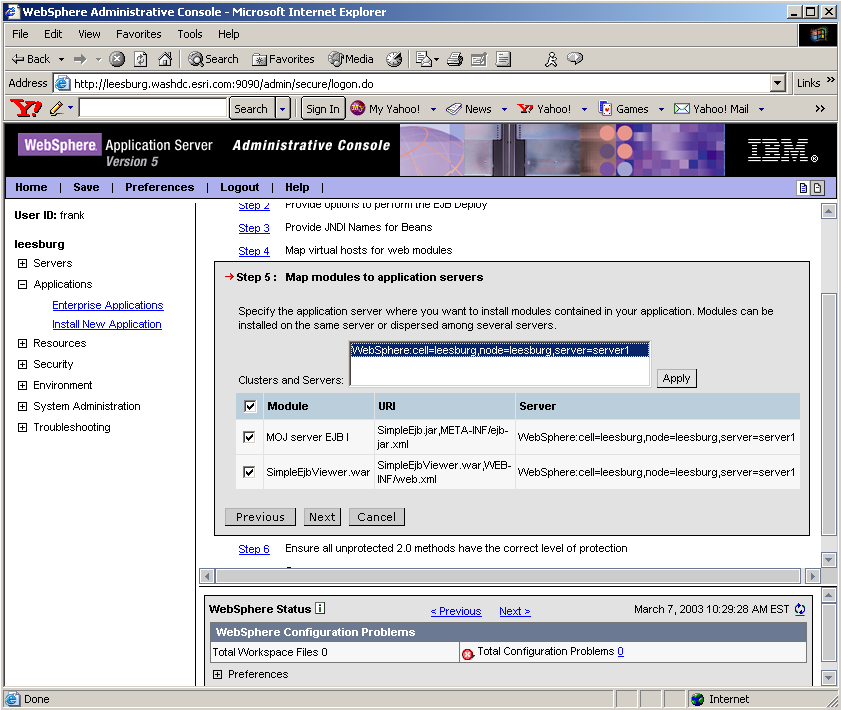 WebSphere Administrative Console - Microsoft Internet Explorer
File Edit View Favorites Tools Help
Back Search Favorites Media
Address http://leesburg.washdc.esri.com:9090/admin/secure/logon.do Links »
Y! Search Sign In My Yahoo! News Yahoo! Games Yahoo! Mail »
WebSphere Application Server Administrative Console IBM®
Version 5
Home | Save | Preferences | Logout | Help |
User ID: frank
leesburg
Servers
Applications
Enterprise Applications
Install New Application
Resources
Security
Environment
System Administration
Troubleshooting
Step 2 Provide options to perform the EJB Deploy
Step 3 Provide JNDI Names for Beans
Step 4 Map virtual hosts for web modules
Step 5 : Map modules to application servers
Specify the application server where you want to install modules contained in your application. Modules can be
installed on the same server or dispersed among several servers.
WebSphere:cell=leesburg,node=leesburg,server=server1
Clusters and Servers: Apply
Module URI Server
MOJ server EJB I SimpleEjb.jar,META-INF/ejb-
jar.xml WebSphere:cell=leesburg,node=leesburg,server=server1
SimpleEjbViewer.war SimpleEjbViewer.war,WEB-
INF/web.xml WebSphere:cell=leesburg,node=leesburg,server=server1
Previous Next Cancel
Step 6 Ensure all unprotected 2.0 methods have the correct level of protection
WebSphere Status i < Previous Next > March 7, 2003 10:29:28 AM EST
WebSphere Configuration Problems
Total Workspace Files 0 Total Configuration Problems 0
Preferences
Done Internet